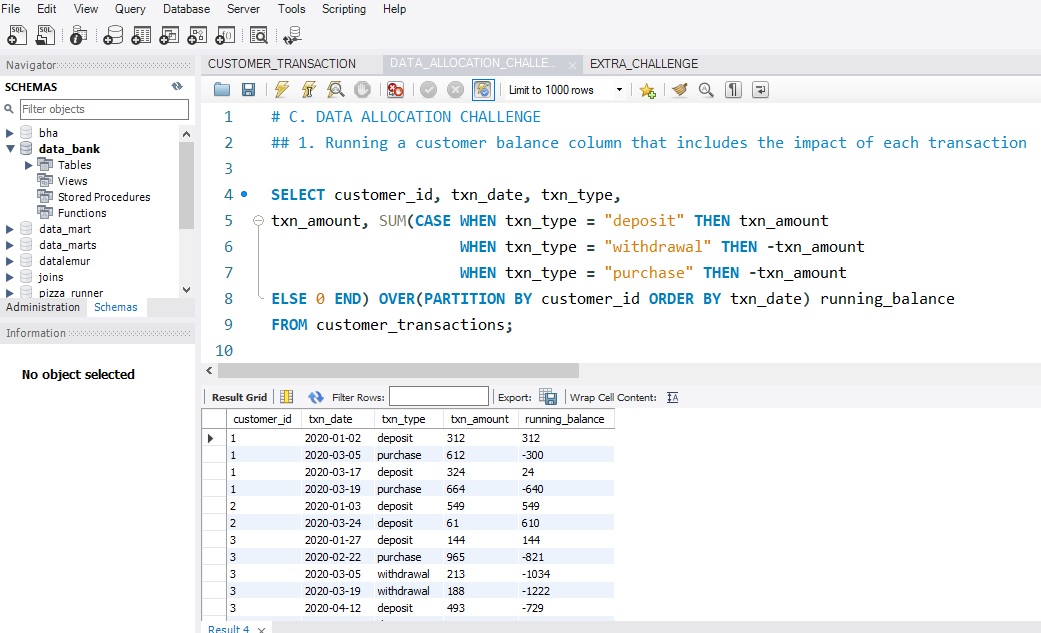 File Edit View Query Database Server Tools Scripting Help
Navigator
SCHEMAS
Filter objects
bha
data_bank
Tables
Views
Stored Procedures
Functions
data_mart
data_marts
datalemur
joins
pizza_runner
Administration Schemas
Information
No object selected
CUSTOMER_TRANSACTION DATA_ALLOCATION_CHALLE... EXTRA_CHALLENGE
Limit to 1000 rows
1 # C. DATA ALLOCATION CHALLENGE
2 ## 1. Running a customer balance column that includes the impact of each transaction
3
4 SELECT customer_id, txn_date, txn_type,
5 txn_amount, SUM(CASE WHEN txn_type = "deposit" THEN txn_amount
6 WHEN txn_type = "withdrawal" THEN -txn_amount
7 WHEN txn_type = "purchase" THEN -txn_amount
8 ELSE 0 END) OVER(PARTITION BY customer_id ORDER BY txn_date) running_balance
9 FROM customer_transactions;
10
Result Grid Filter Rows: Export: Wrap Cell Content:
customer_id txn_date txn_type txn_amount running_balance
1 2020-01-02 deposit 312 312
1 2020-03-05 purchase 612 -300
1 2020-03-17 deposit 324 24
1 2020-03-19 purchase 664 -640
2 2020-01-03 deposit 549 549
2 2020-03-24 deposit 61 610
3 2020-01-27 deposit 144 144
3 2020-02-22 purchase 965 -821
3 2020-03-05 withdrawal 213 -1034
3 2020-03-19 withdrawal 188 -1222
3 2020-04-12 deposit 493 -729
Result 4